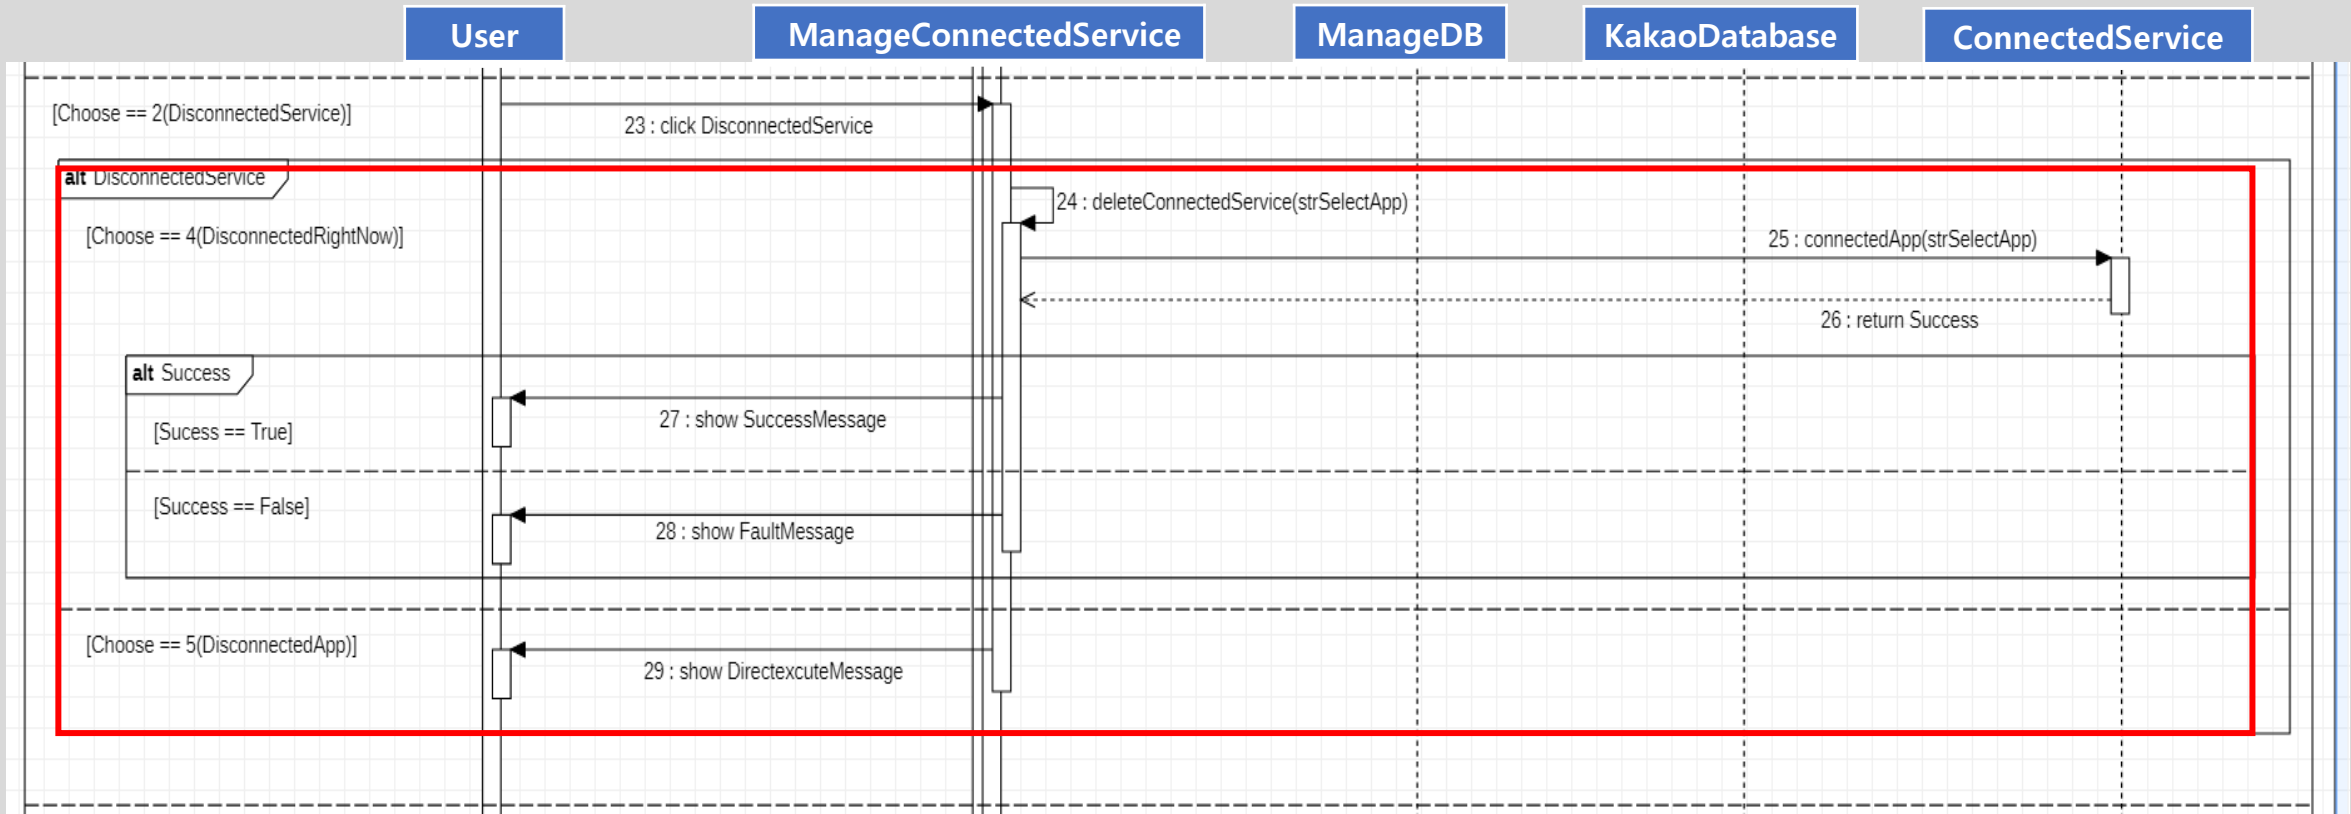 User
ManageConnectedService
ManageDB
KakaoDatabase
ConnectedService
[Choose == 2(DisconnectedService)]
23 : click DisconnectedService
alt DisconnectedService
24 : deleteConnectedService(strSelectApp)
[Choose == 4(DisconnectedRightNow)]
25 : connectedApp(strSelectApp)
26 : return Success
alt Success
27 : show SuccessMessage
[Sucess == True]
[Success == False]
28 : show FaultMessage
[Choose == 5(DisconnectedApp)]
29 : show DirectexcuteMessage